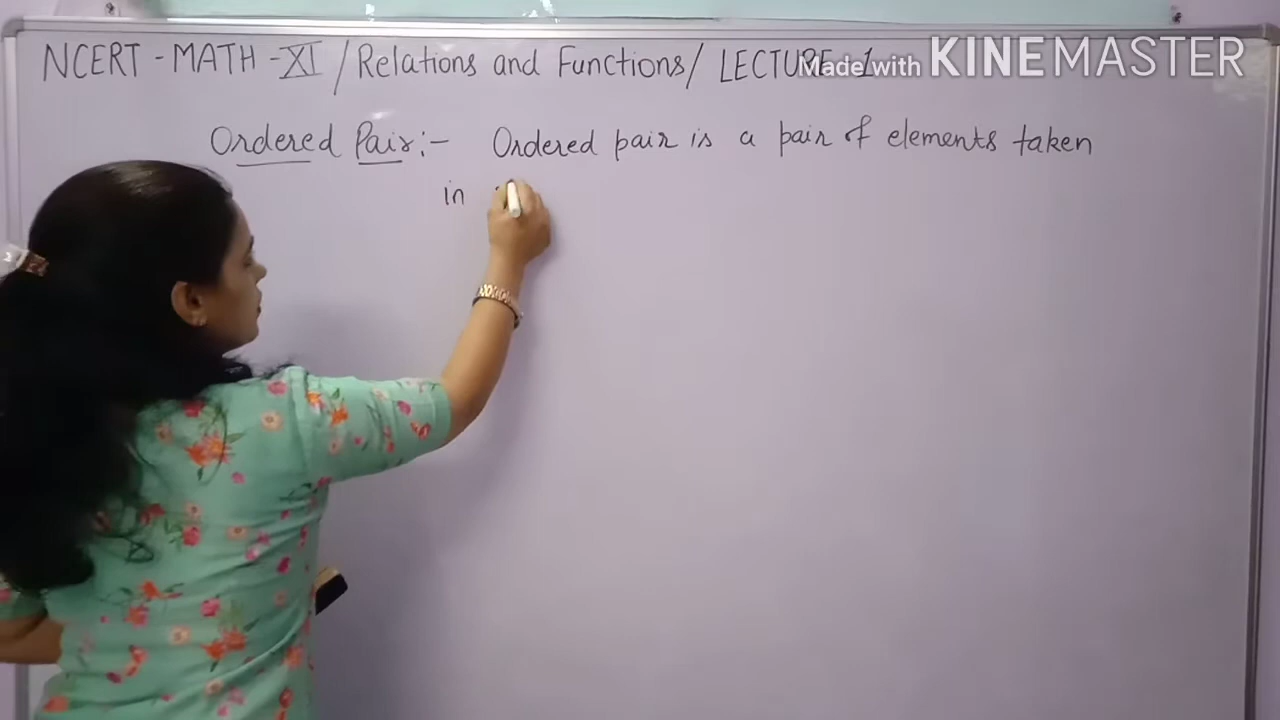 NCERT - MATH - XI / Relations and Functions / LECTURE - 1
Made with KINEMASTER
Ordered Pair :- Ordered pair is a pair of elements taken
in